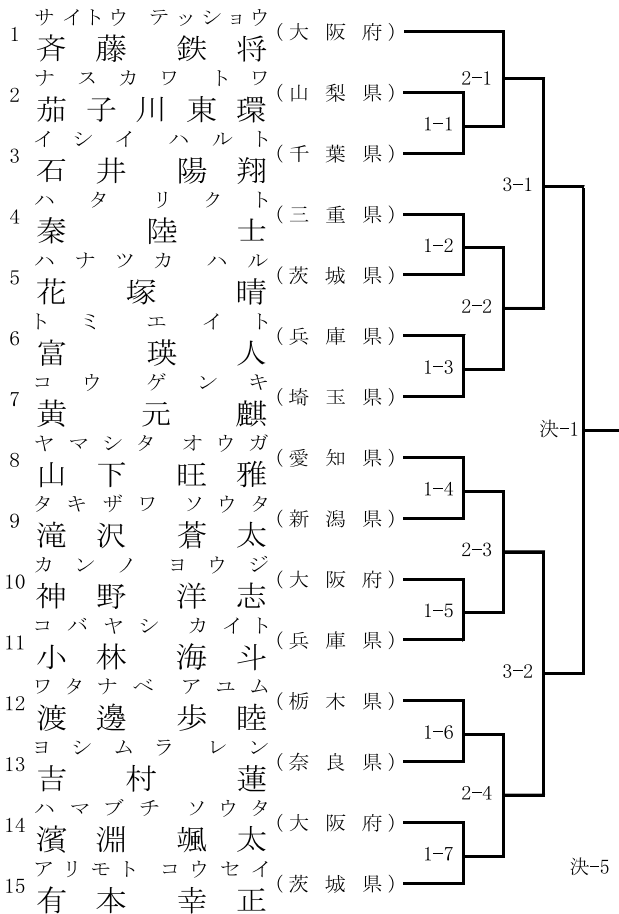 サイトウ テッショウ
1 斉藤 鉄将 (大阪府)
ナスカワ トワ
2 茄子川東環 (山梨県)
イシイ ハルト
3 石井 陽翔 (千葉県)
ハタ リクト
4 秦 陸士 (三重県)
ハナツカ ハル
5 花塚 晴 (茨城県)
トミ エイト
6 富 瑛人 (兵庫県)
コウ ゲンキ
7 黄 元麒 (埼玉県)
ヤマシタ オウガ
8 山下 旺雅 (愛知県)
タキザワ ソウタ
9 滝沢 蒼太 (新潟県)
カンノ ヨウジ
10 神野 洋志 (大阪府)
コバヤシ カイト
11 小林 海斗 (兵庫県)
ワタナベ アユム
12 渡邊 歩睦 (栃木県)
ヨシムラ レン
13 吉村 蓮 (奈良県)
ハマブチ ソウタ
14 濱淵 颯太 (大阪府)
アリモト コウセイ
15 有本 幸正 (茨城県)
1-1
1-2
1-3
1-4
1-5
1-6
1-7
2-1
2-2
2-3
2-4
3-1
3-2
決-1
決-5